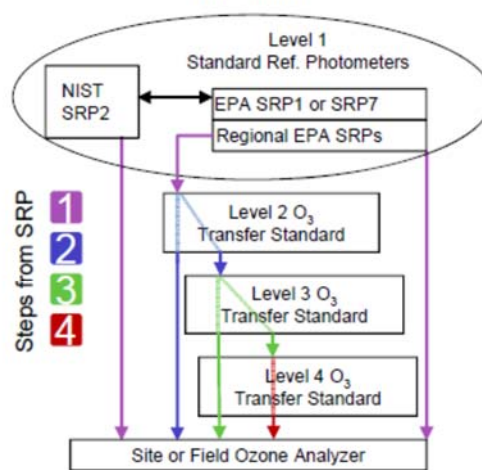 Level 1
Standard Ref. Photometers
NIST
SRP2
EPA SRP1 or SRP7
Regional EPA SRPs
Steps from SRP
1
2
3
4
Level 2 O₃
Transfer Standard
Level 3 O₃
Transfer Standard
Level 4 O₃
Transfer Standard
Site or Field Ozone Analyzer